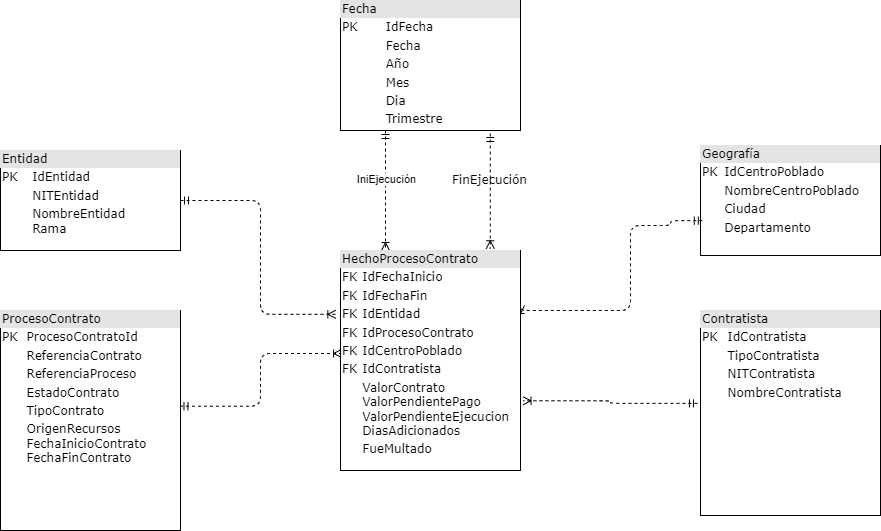 Fecha
PK IdFecha
Fecha
Año
Mes
Dia
Trimestre
IniEjecución
FinEjecución
Entidad
PK IdEntidad
NITEntidad
NombreEntidad
Rama
Geografía
PK IdCentroPoblado
NombreCentroPoblado
Ciudad
Departamento
HechoProcesoContrato
FK IdFechaInicio
FK IdFechaFin
FK IdEntidad
FK IdProcesoContrato
FK IdCentroPoblado
FK IdContratista
ValorContrato
ValorPendientePago
ValorPendienteEjecucion
DiasAdicionados
FueMultado
ProcesoContrato
PK ProcesoContratoId
ReferenciaContrato
ReferenciaProceso
EstadoContrato
TipoContrato
OrigenRecursos
FechaInicioContrato
FechaFinContrato
Contratista
PK IdContratista
TipoContratista
NITContratista
NombreContratista